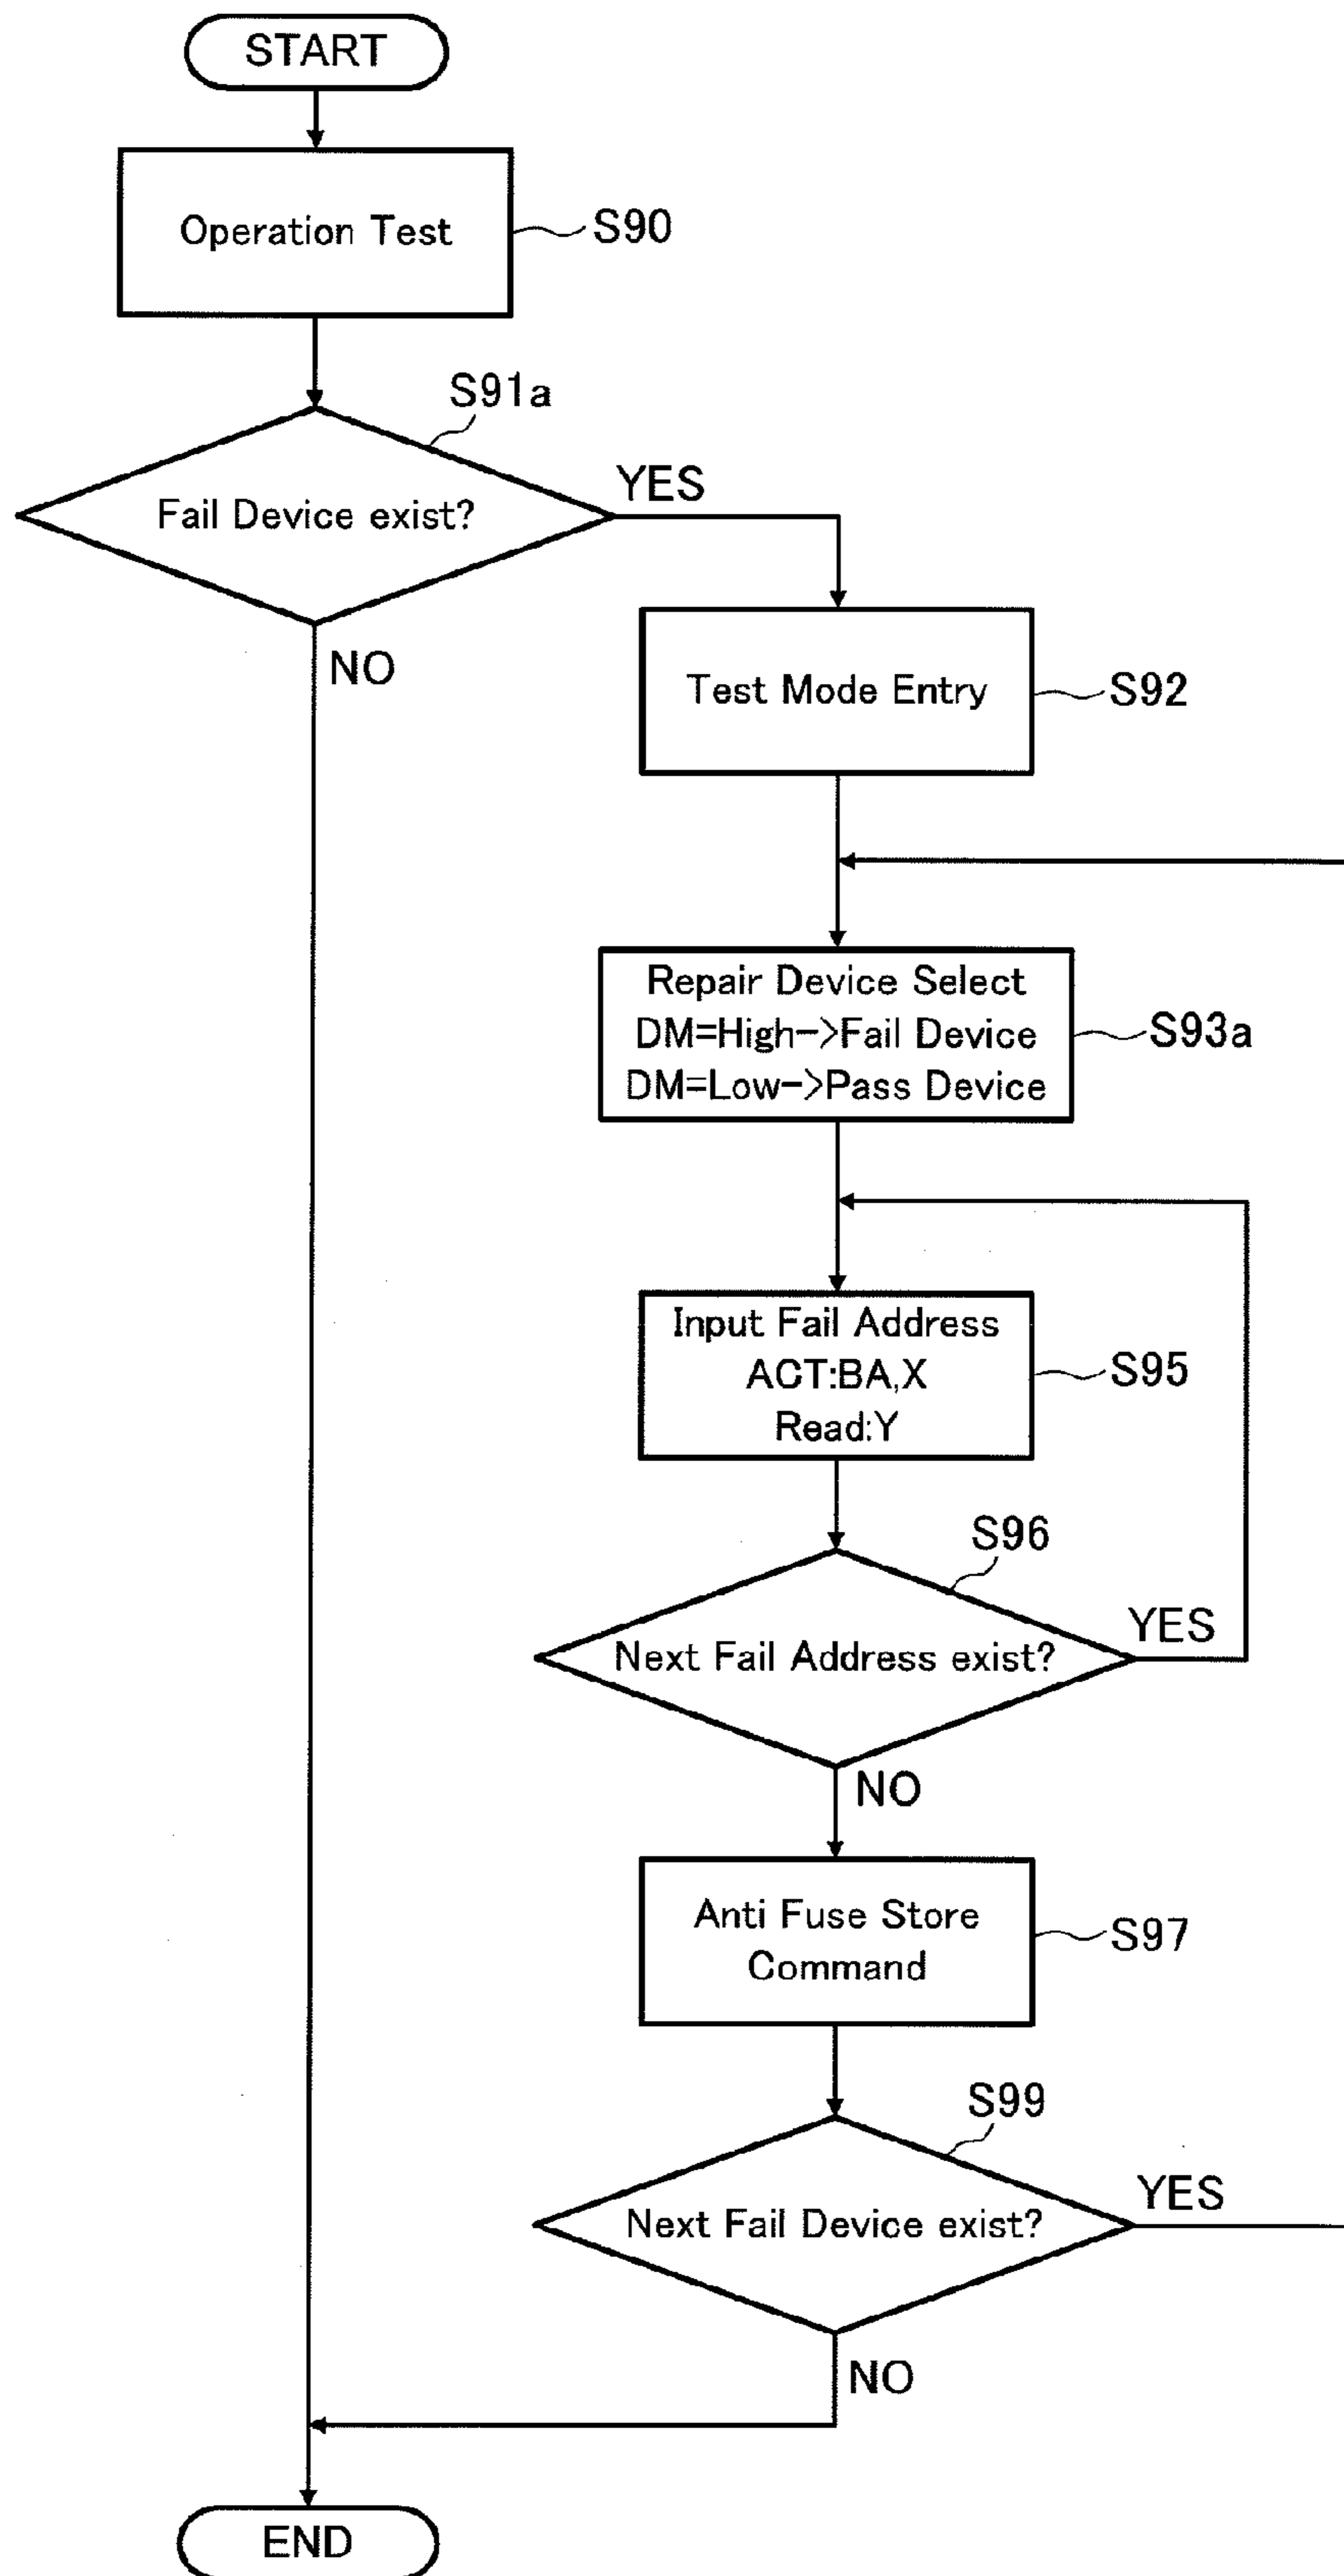 START
Operation Test
S90
S91a
Fail Device exist?
YES
NO
Test Mode Entry
S92
Repair Device Select
DM=High->Fail Device
DM=Low->Pass Device
S93a
Input Fail Address
ACT:BA,X
Read:Y
S95
S96
Next Fail Address exist?
YES
NO
Anti Fuse Store
Command
S97
S99
Next Fail Device exist?
YES
NO
END